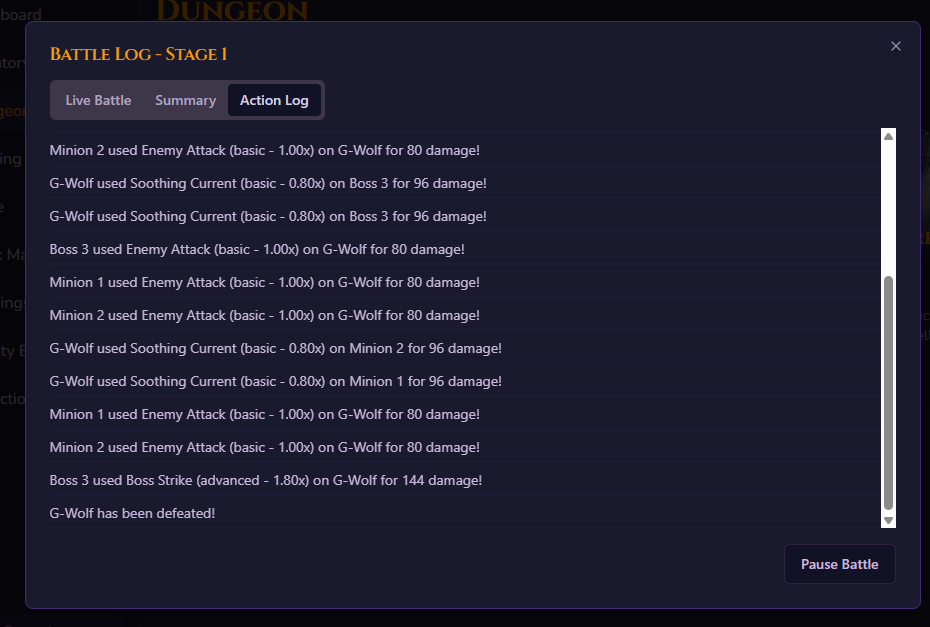 board
DUNGEON
BATTLE LOG - STAGE 1
Live Battle
Summary
Action Log
Minion 2 used Enemy Attack (basic - 1.00x) on G-Wolf for 80 damage!
G-Wolf used Soothing Current (basic - 0.80x) on Boss 3 for 96 damage!
G-Wolf used Soothing Current (basic - 0.80x) on Boss 3 for 96 damage!
Boss 3 used Enemy Attack (basic - 1.00x) on G-Wolf for 80 damage!
Minion 1 used Enemy Attack (basic - 1.00x) on G-Wolf for 80 damage!
Minion 2 used Enemy Attack (basic - 1.00x) on G-Wolf for 80 damage!
G-Wolf used Soothing Current (basic - 0.80x) on Minion 2 for 96 damage!
G-Wolf used Soothing Current (basic - 0.80x) on Minion 1 for 96 damage!
Minion 1 used Enemy Attack (basic - 1.00x) on G-Wolf for 80 damage!
Minion 2 used Enemy Attack (basic - 1.00x) on G-Wolf for 80 damage!
Boss 3 used Boss Strike (advanced - 1.80x) on G-Wolf for 144 damage!
G-Wolf has been defeated!
Pause Battle